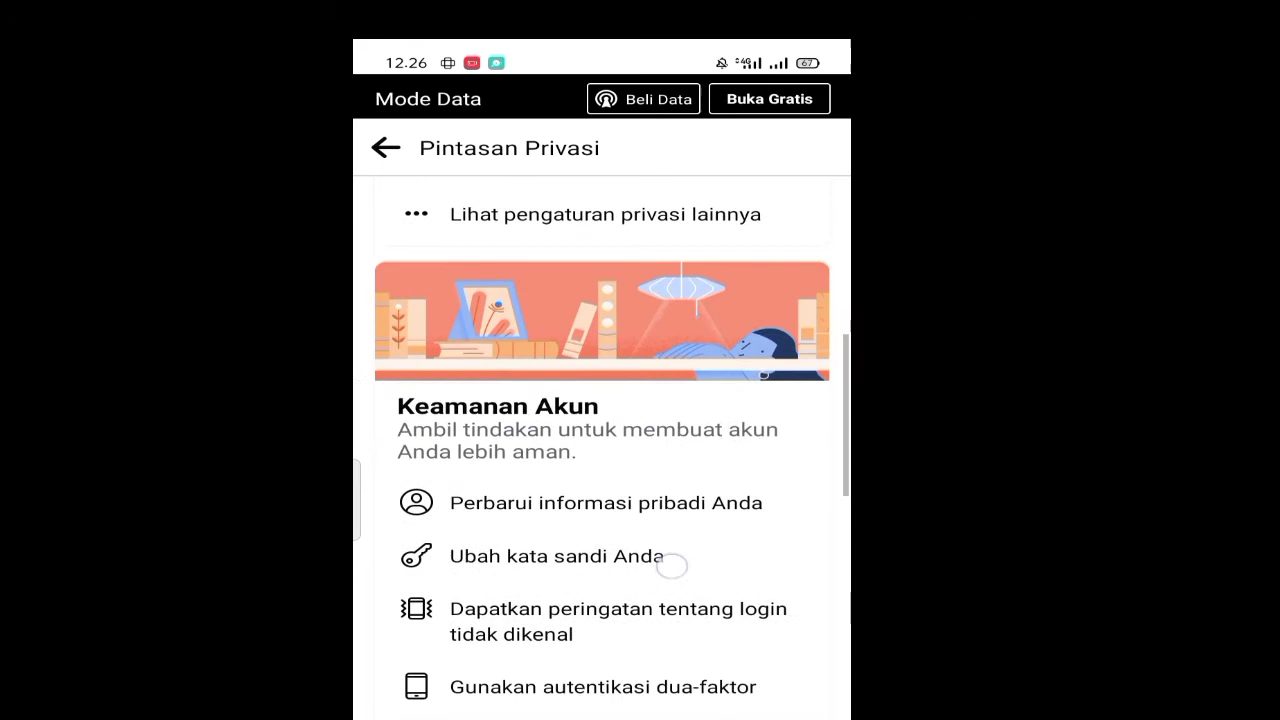 12.26 4G 67
Mode Data Beli Data Buka Gratis
Pintasan Privasi
Lihat pengaturan privasi lainnya
Keamanan Akun
Ambil tindakan untuk membuat akun
Anda lebih aman.
Perbarui informasi pribadi Anda
Ubah kata sandi Anda
Dapatkan peringatan tentang login
tidak dikenal
Gunakan autentikasi dua-faktor